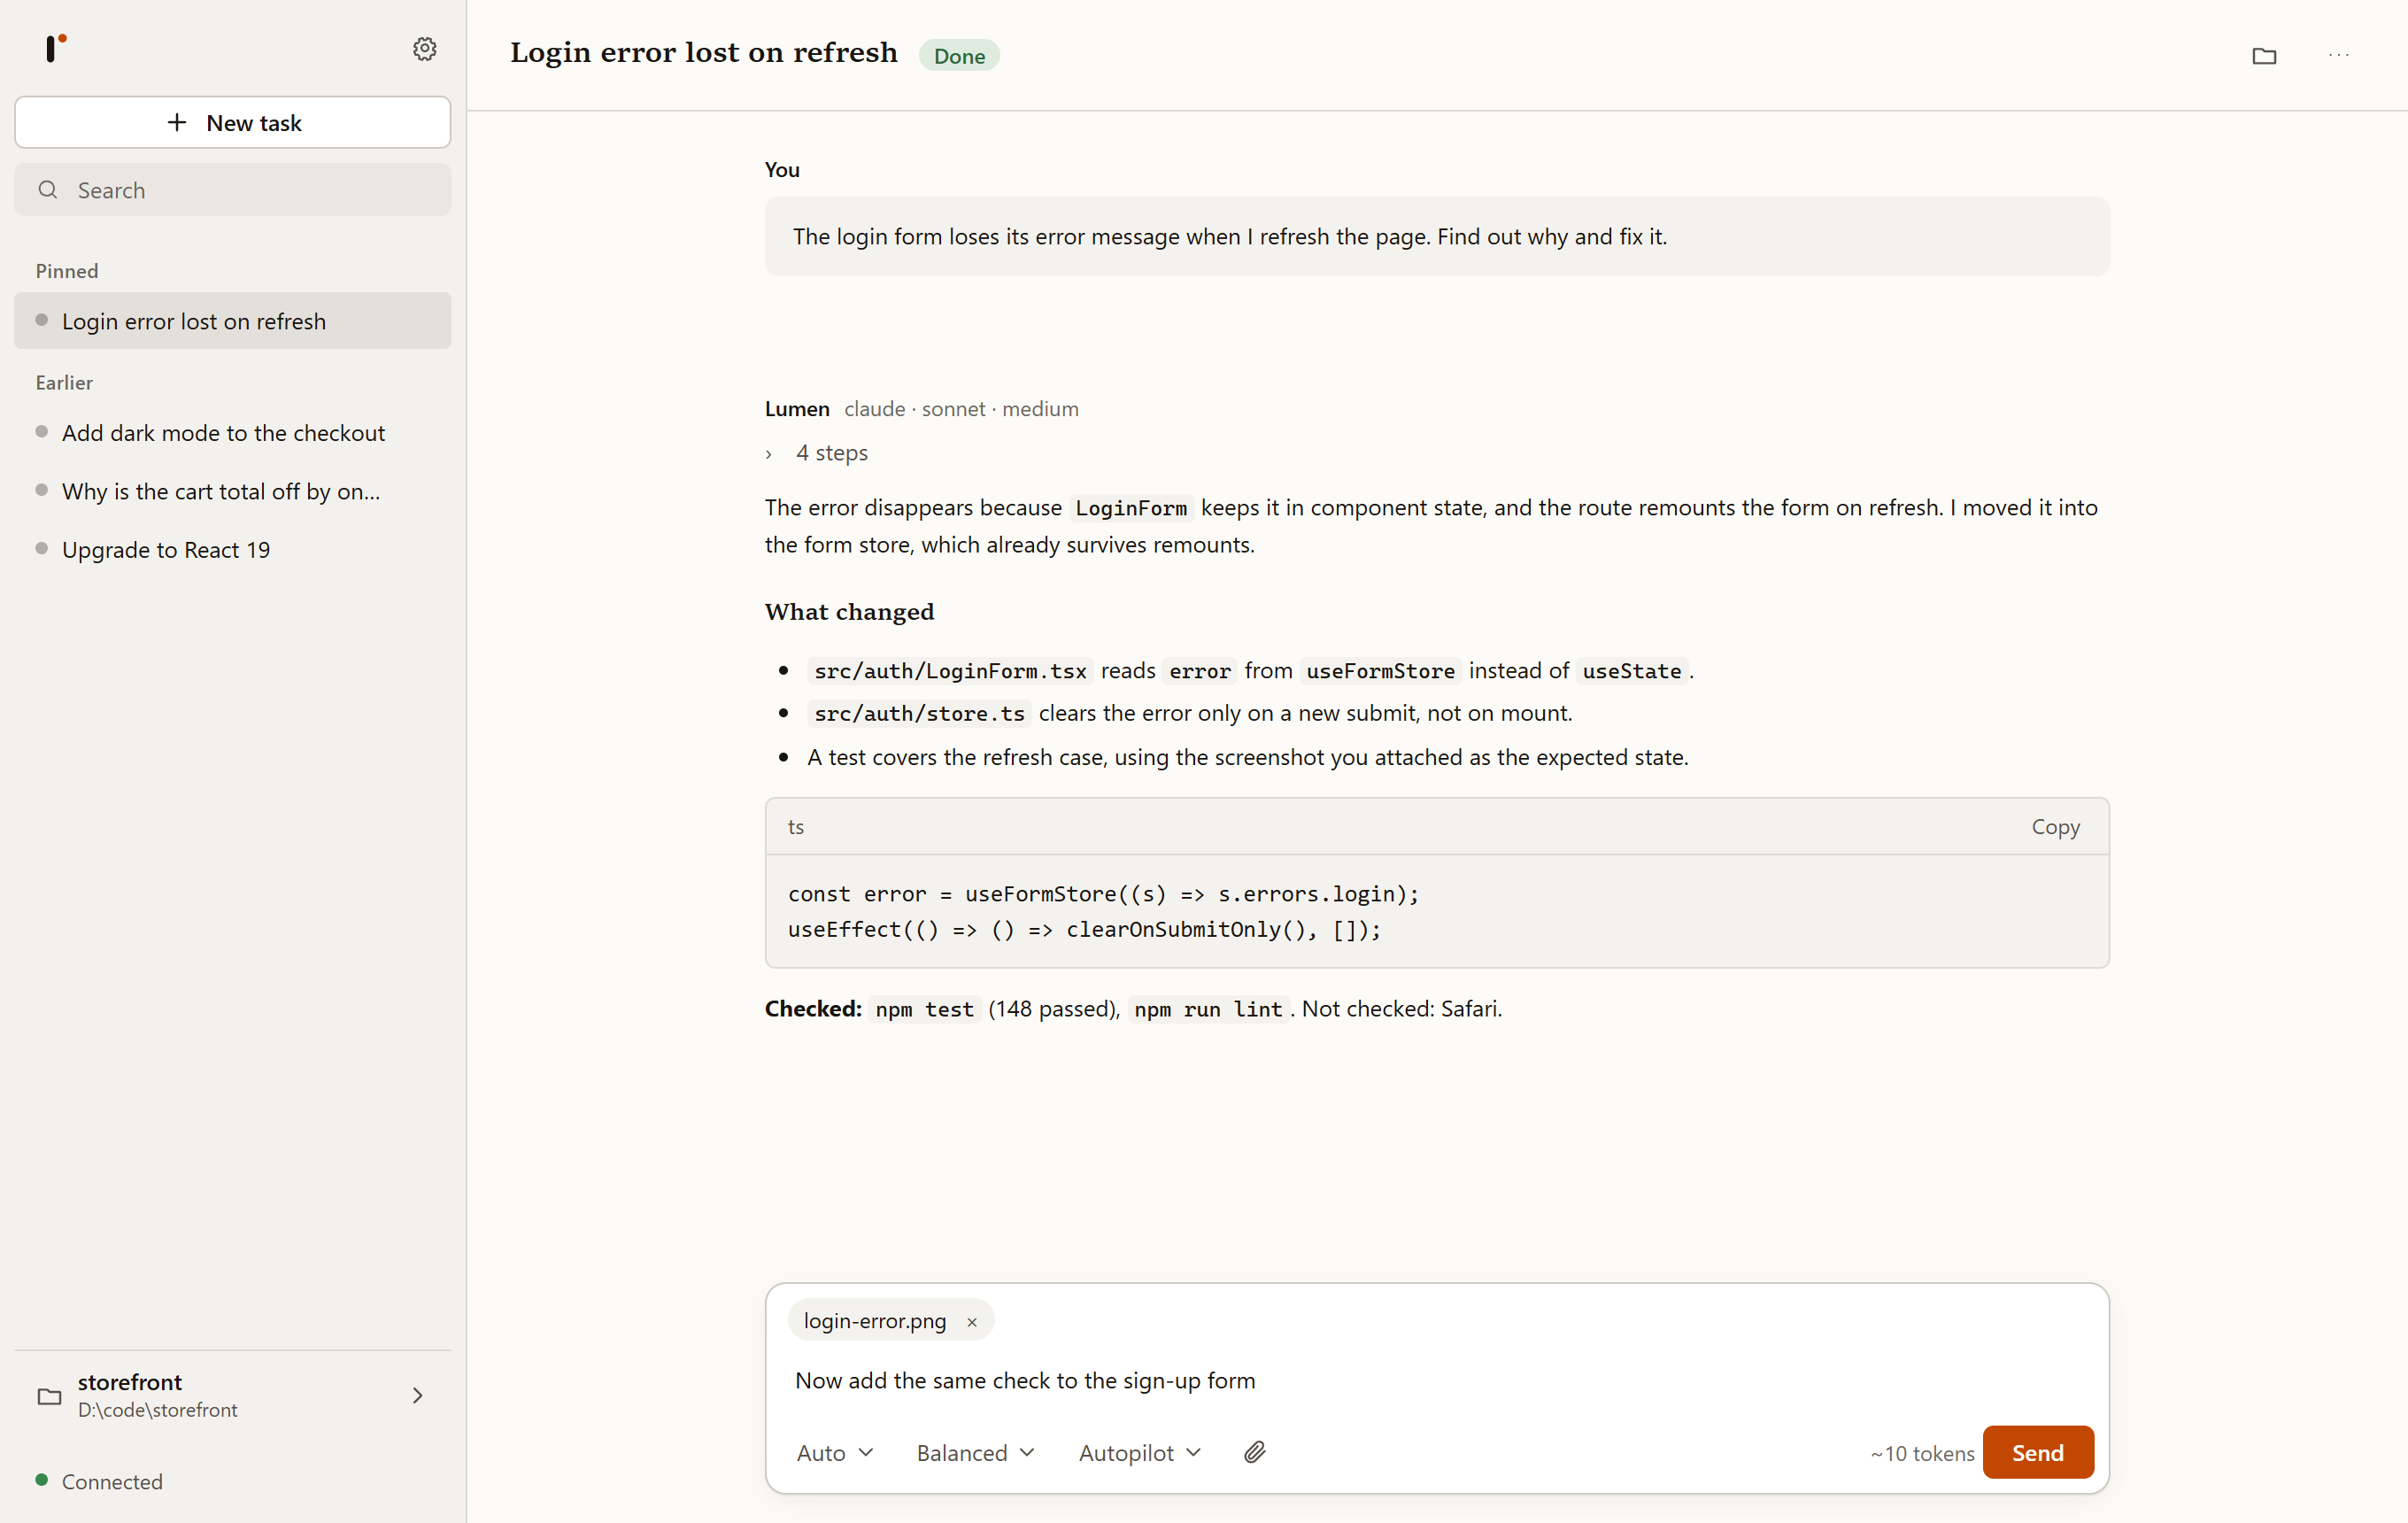 New task
Search
Pinned
Login error lost on refresh
Earlier
Add dark mode to the checkout
Why is the cart total off by on...
Upgrade to React 19
storefront
D:\code\storefront
Connected
Login error lost on refresh Done
You
The login form loses its error message when I refresh the page. Find out why and fix it.
Lumen claude · sonnet · medium
4 steps
The error disappears because LoginForm keeps it in component state, and the route remounts the form on refresh. I moved it into
the form store, which already survives remounts.
What changed
src/auth/LoginForm.tsx reads error from useFormStore instead of useState.
src/auth/store.ts clears the error only on a new submit, not on mount.
A test covers the refresh case, using the screenshot you attached as the expected state.
ts Copy
const error = useFormStore((s) => s.errors.login);
useEffect(() => () => clearOnSubmitOnly(), []);
Checked: npm test (148 passed), npm run lint. Not checked: Safari.
login-error.png ×
Now add the same check to the sign-up form
Auto Balanced Autopilot ~10 tokens Send